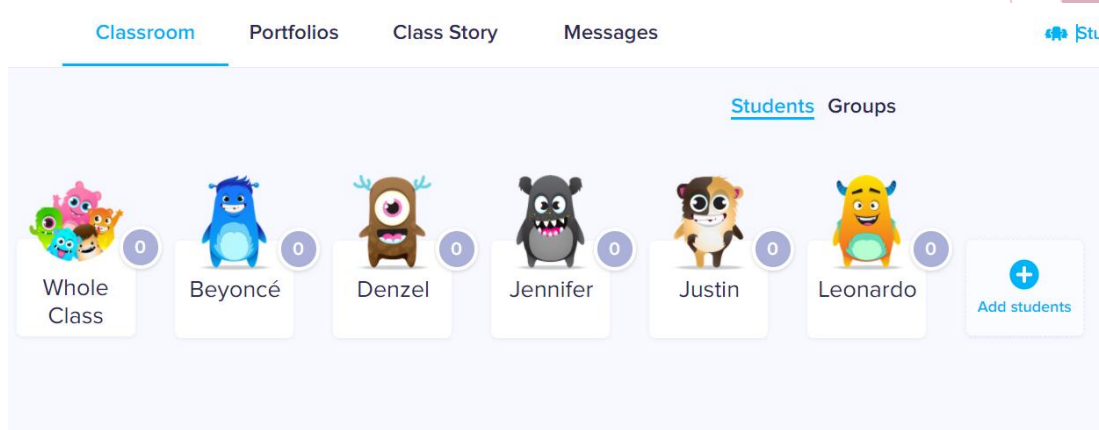 Classroom Portfolios Class Story Messages Stu
Students Groups
0 0 0 0 0 0
Whole Class
Beyoncé
Denzel
Jennifer
Justin
Leonardo
Add students